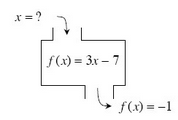 x = ?
f(x) = 3x – 7
f(x) = –1